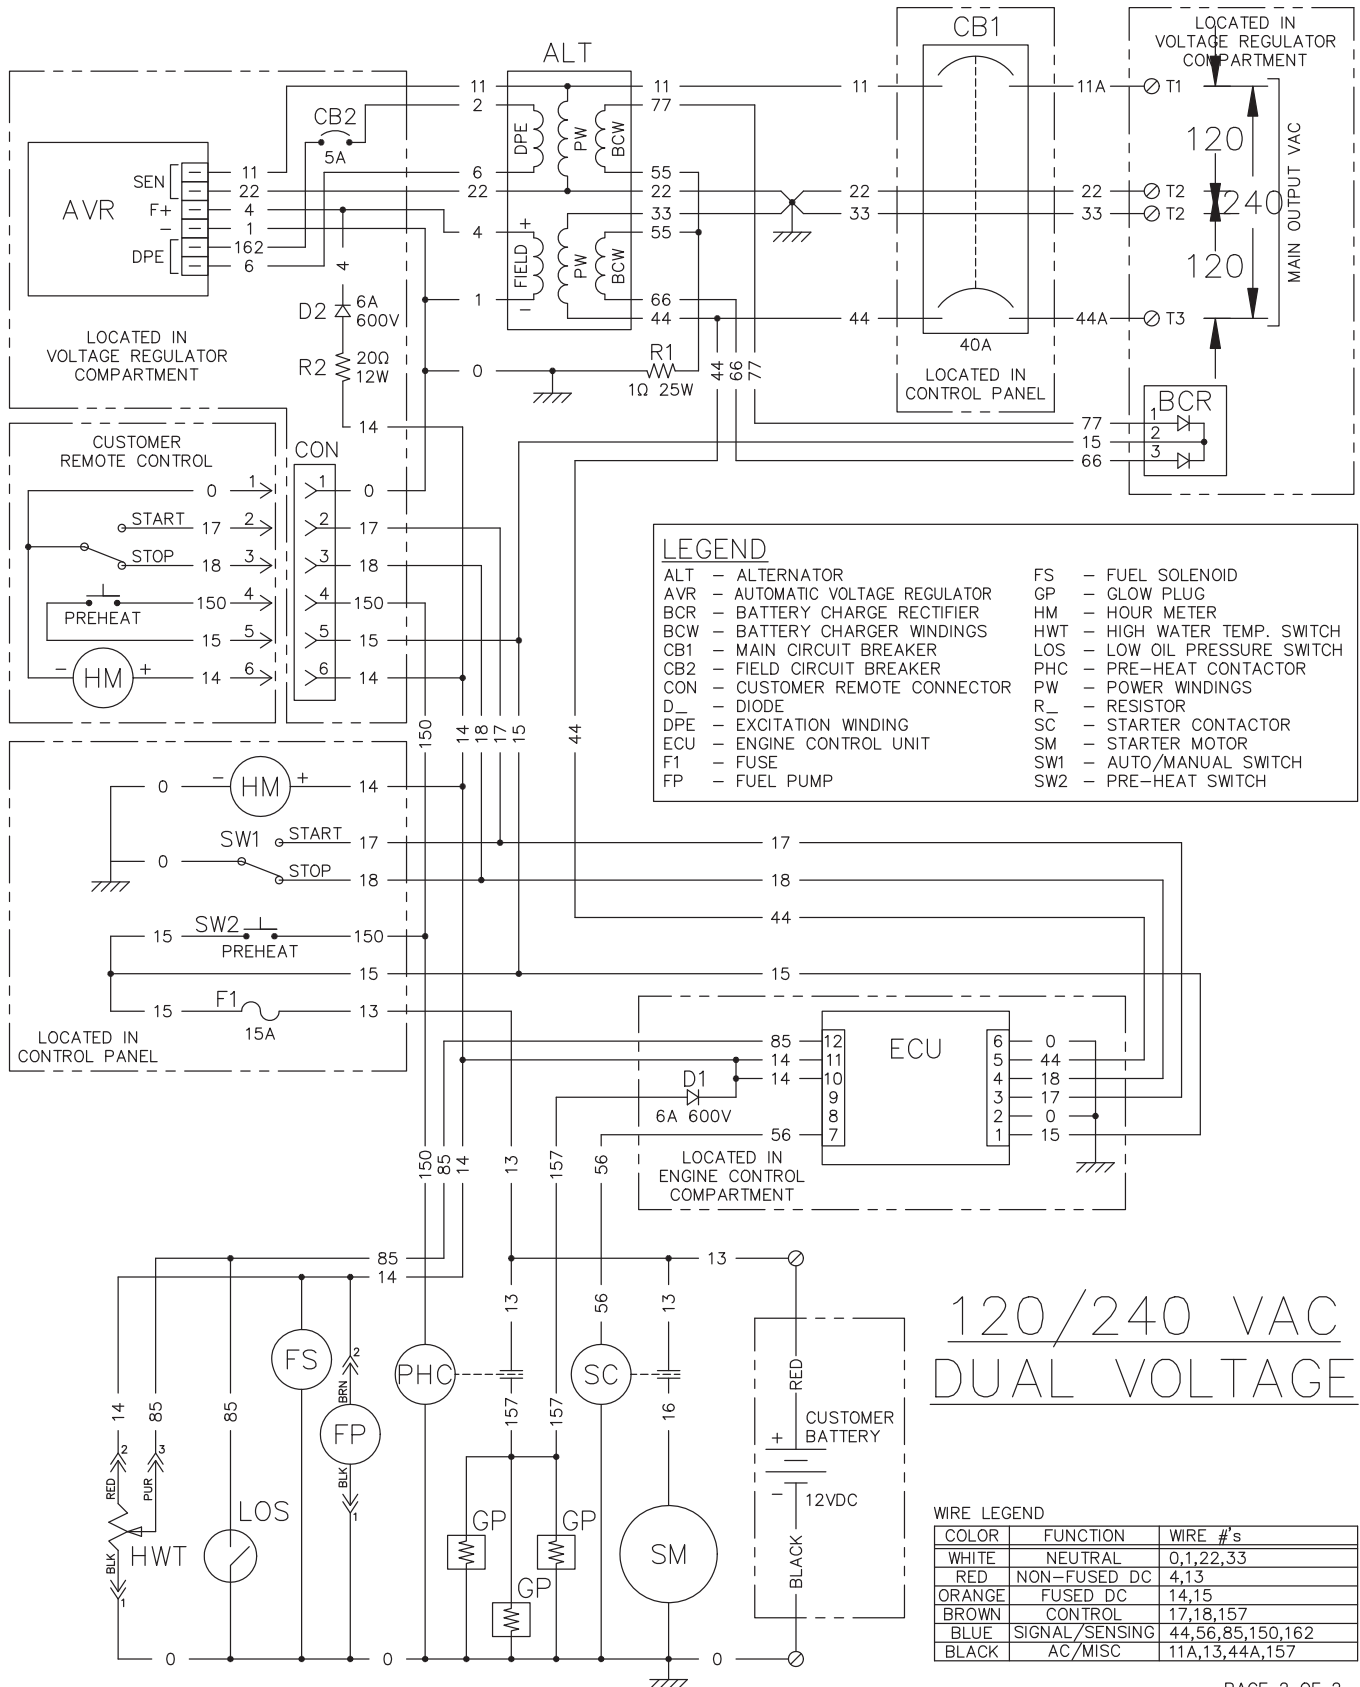 ALT
CB1
LOCATED IN
VOLTAGE REGULATOR
COMPARTMENT
11 11 11 11A T1
2 77
CB2
5A
DPE PW BCW
120
AVR
SEN
11
22
F+ 4
- 1
DPE
162
6
6 55
22 22 22 22 T2
33 33 33 T2
240
MAIN OUTPUT VAC
4 + 55
FIELD PW BCW
120
4
D2 6A
600V
1 - 66
44 44 44A T3
40A
LOCATED IN
VOLTAGE REGULATOR
COMPARTMENT
R2 20Ω
12W
0
R1
1Ω 25W
44 66 77
LOCATED IN
CONTROL PANEL
BCR
14
77 1
15 2
66 3
CUSTOMER
REMOTE CONTROL
CON
0 1 1 0
START 17 2 2 17
STOP 18 3 3 18
150 4 4 150
PREHEAT
15 5 5 15
- HM + 14 6 6 14
LEGEND
ALT – ALTERNATOR
AVR – AUTOMATIC VOLTAGE REGULATOR
BCR – BATTERY CHARGE RECTIFIER
BCW – BATTERY CHARGER WINDINGS
CB1 – MAIN CIRCUIT BREAKER
CB2 – FIELD CIRCUIT BREAKER
CON – CUSTOMER REMOTE CONNECTOR
D_ – DIODE
DPE – EXCITATION WINDING
ECU – ENGINE CONTROL UNIT
F1 – FUSE
FP – FUEL PUMP
FS – FUEL SOLENOID
GP – GLOW PLUG
HM – HOUR METER
HWT – HIGH WATER TEMP. SWITCH
LOS – LOW OIL PRESSURE SWITCH
PHC – PRE-HEAT CONTACTOR
PW – POWER WINDINGS
R_ – RESISTOR
SC – STARTER CONTACTOR
SM – STARTER MOTOR
SW1 – AUTO/MANUAL SWITCH
SW2 – PRE-HEAT SWITCH
150 14 18 17 15 44
0 - HM + 14
SW1 START 17 17
0
STOP 18 18
44
15 SW2 150
PREHEAT
15 15
15 F1 13
15A
LOCATED IN
CONTROL PANEL
ECU
85 12 6 0
14 11 5 44
14 10 4 18
9 3 17
8 2 0
56 7 1 15
D1
6A 600V
LOCATED IN
ENGINE CONTROL
COMPARTMENT
150 85 14 13 157 56
85
14
13
13 56 13
120/240 VAC
DUAL VOLTAGE
FS
2
BRN
PHC
SC
RED
14 85 85
FP
157 157 16
CUSTOMER
BATTERY
+
-
12VDC
2 3
RED PUR
BLK
1
LOS
HWT
BLK
1
GP GP
GP
SM
BLACK
0 0 0
WIRE LEGEND
COLOR FUNCTION WIRE #'s
WHITE NEUTRAL 0,1,22,33
RED NON-FUSED DC 4,13
ORANGE FUSED DC 14,15
BROWN CONTROL 17,18,157
BLUE SIGNAL/SENSING 44,56,85,150,162
BLACK AC/MISC 11A,13,44A,157